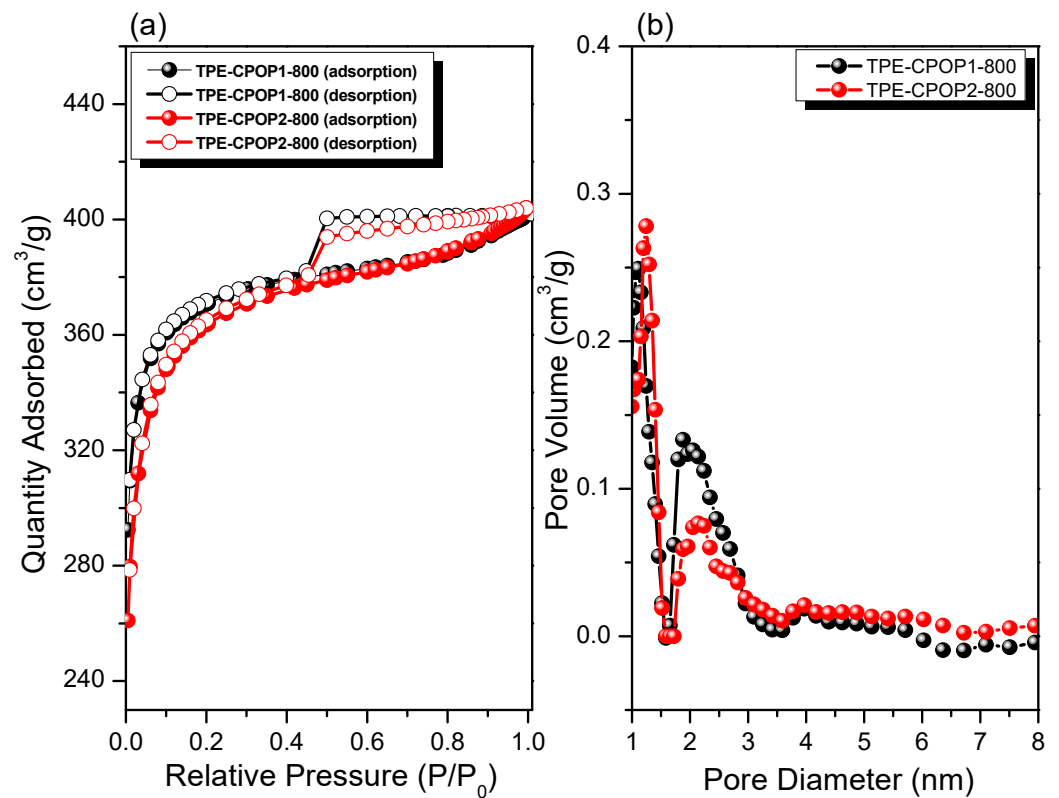 (a)
TPE-CPOP1-800 (adsorption)
TPE-CPOP1-800 (desorption)
TPE-CPOP2-800 (adsorption)
TPE-CPOP2-800 (desorption)
Quantity Adsorbed (cm³/g)
440
400
360
320
280
240
0.0 0.2 0.4 0.6 0.8 1.0
Relative Pressure (P/P₀)
(b)
TPE-CPOP1-800
TPE-CPOP2-800
Pore Volume (cm³/g)
0.4
0.3
0.2
0.1
0.0
1 2 3 4 5 6 7 8
Pore Diameter (nm)